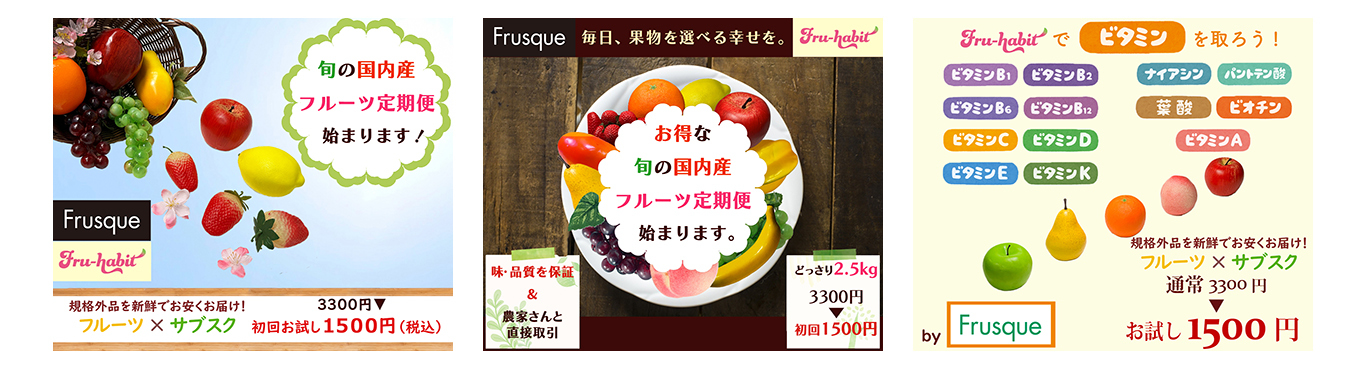 旬の国内産
フルーツ定期便
始まります！
Frusque
Fru-habit
規格外品を新鮮でお安くお届け！
フルーツ×サブスク
3300円▼
初回お試し1500円（税込）
Frusque
毎日、果物を選べる幸せを。
Fru-habit
お得な
旬の国内産
フルーツ定期便
始まります。
味・品質を保証
&
農家さんと
直接取引
どっさり2.5kg
3300円
▼
初回1500円
Fru-habitで ビタミン を取ろう！
ビタミンB1 ビタミンB2 ナイアシン パントテン酸
ビタミンB6 ビタミンB12 葉酸 ビオチン
ビタミンC ビタミンD ビタミンA
ビタミンE ビタミンK
規格外品を新鮮でお安くお届け！
フルーツ×サブスク
通常 3300 円
▼
お試し 1500 円
by Frusque